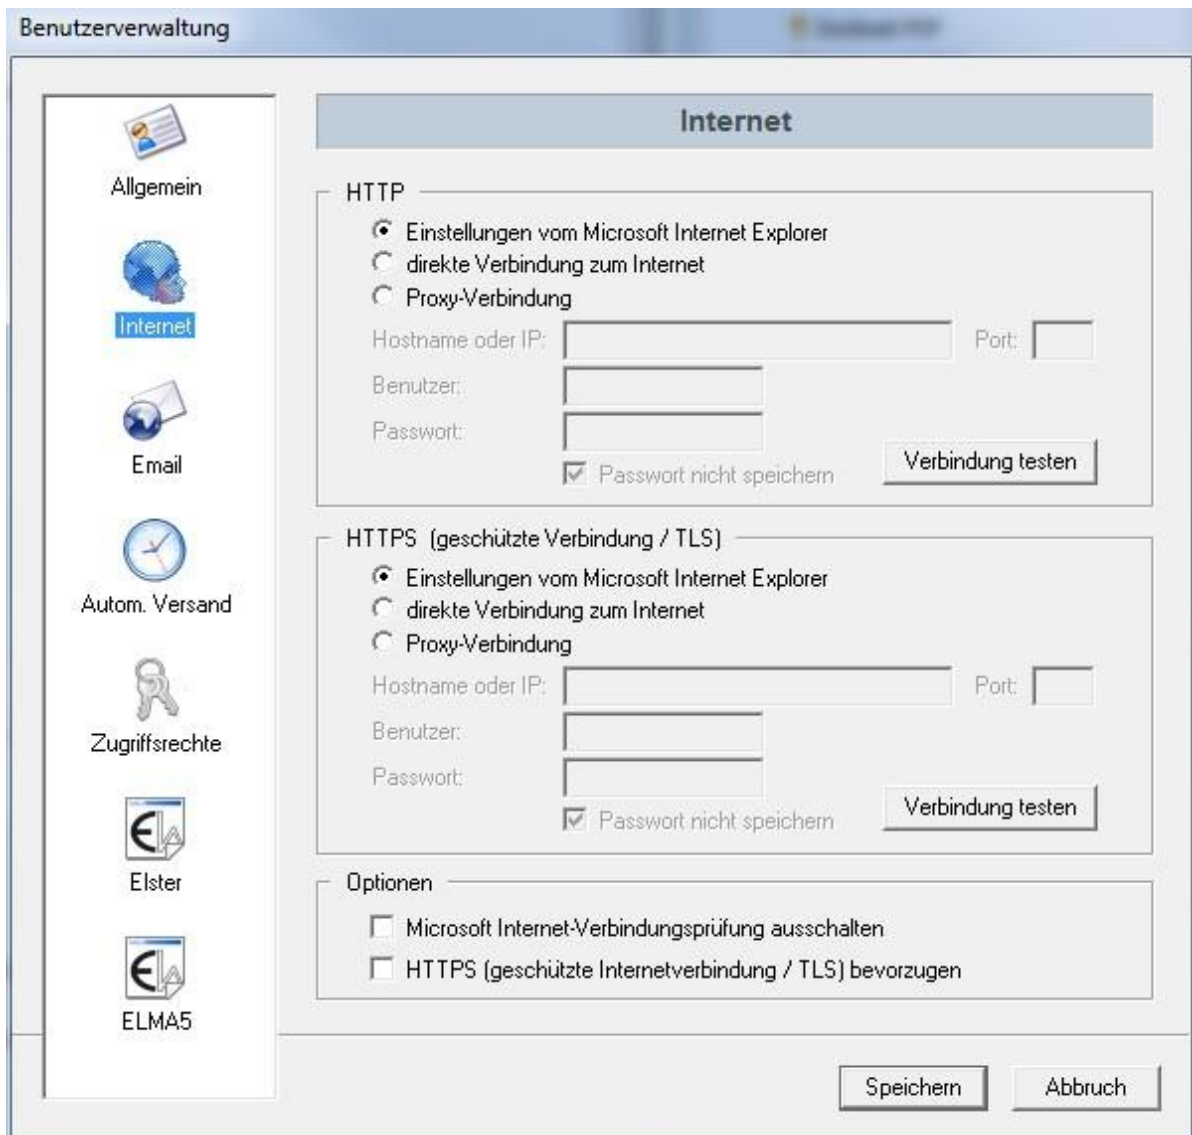 Benutzerverwaltung
Allgemein
Internet
Email
Autom. Versand
Zugriffsrechte
Elster
ELMA5
Internet
HTTP
Einstellungen vom Microsoft Internet Explorer
direkte Verbindung zum Internet
Proxy-Verbindung
Hostname oder IP: Port:
Benutzer:
Passwort:
Passwort nicht speichern
Verbindung testen
HTTPS (geschützte Verbindung / TLS)
Einstellungen vom Microsoft Internet Explorer
direkte Verbindung zum Internet
Proxy-Verbindung
Hostname oder IP: Port:
Benutzer:
Passwort:
Passwort nicht speichern
Verbindung testen
Optionen
Microsoft Internet-Verbindungsprüfung ausschalten
HTTPS (geschützte Internetverbindung / TLS) bevorzugen
Speichern Abbruch